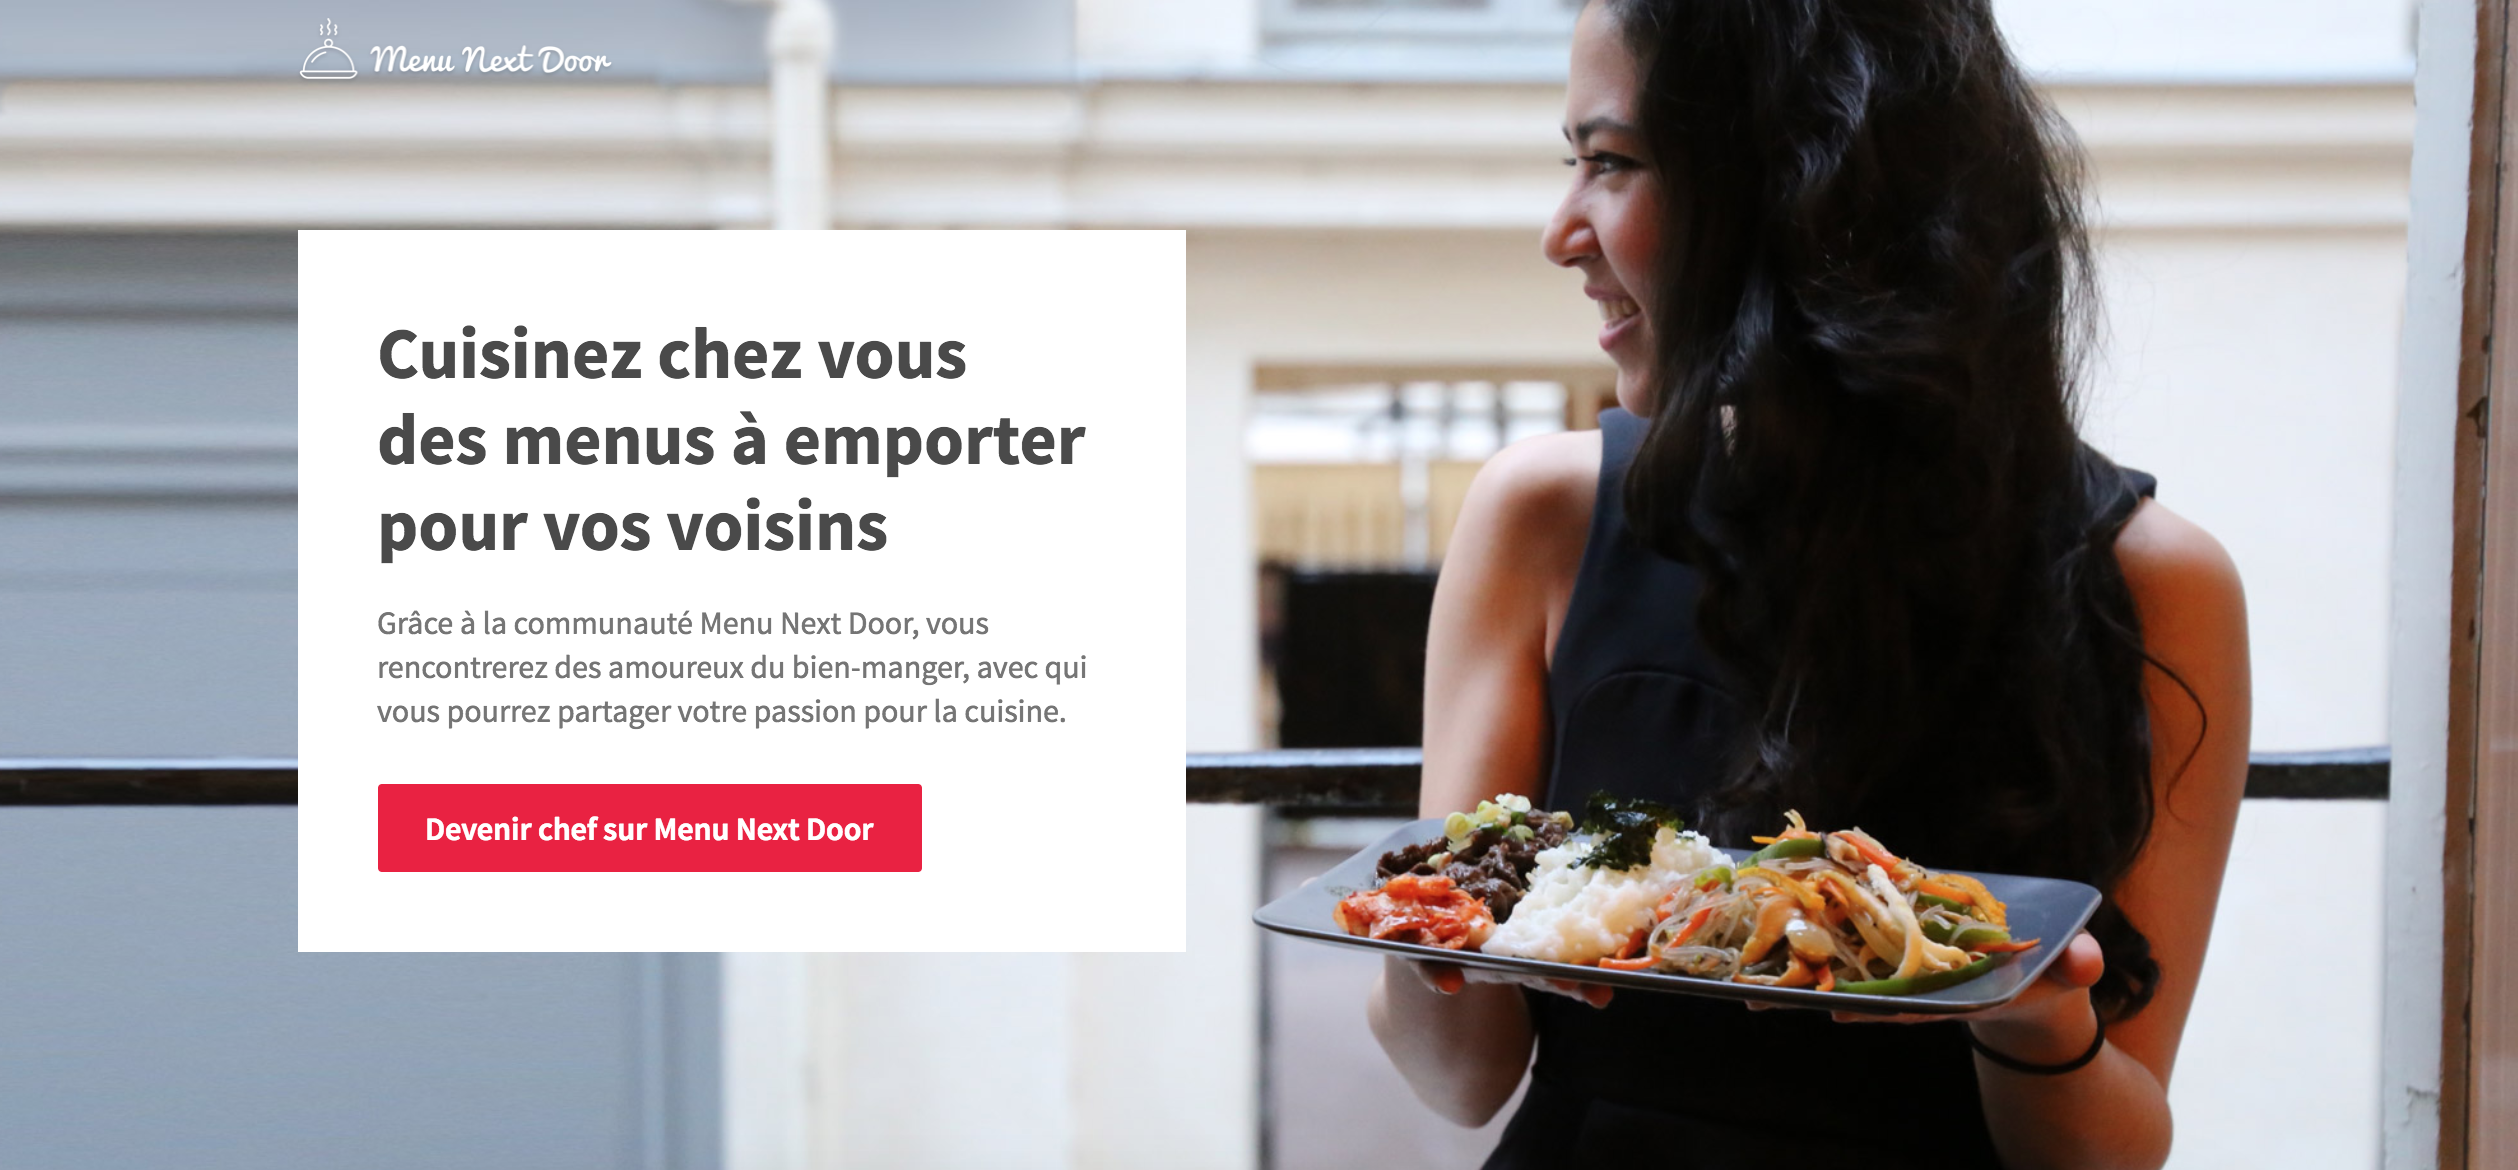 Menu Next Door
Cuisinez chez vous
des menus à emporter
pour vos voisins
Grâce à la communauté Menu Next Door, vous
rencontrerez des amoureux du bien-manger, avec qui
vous pourrez partager votre passion pour la cuisine.
Devenir chef sur Menu Next Door